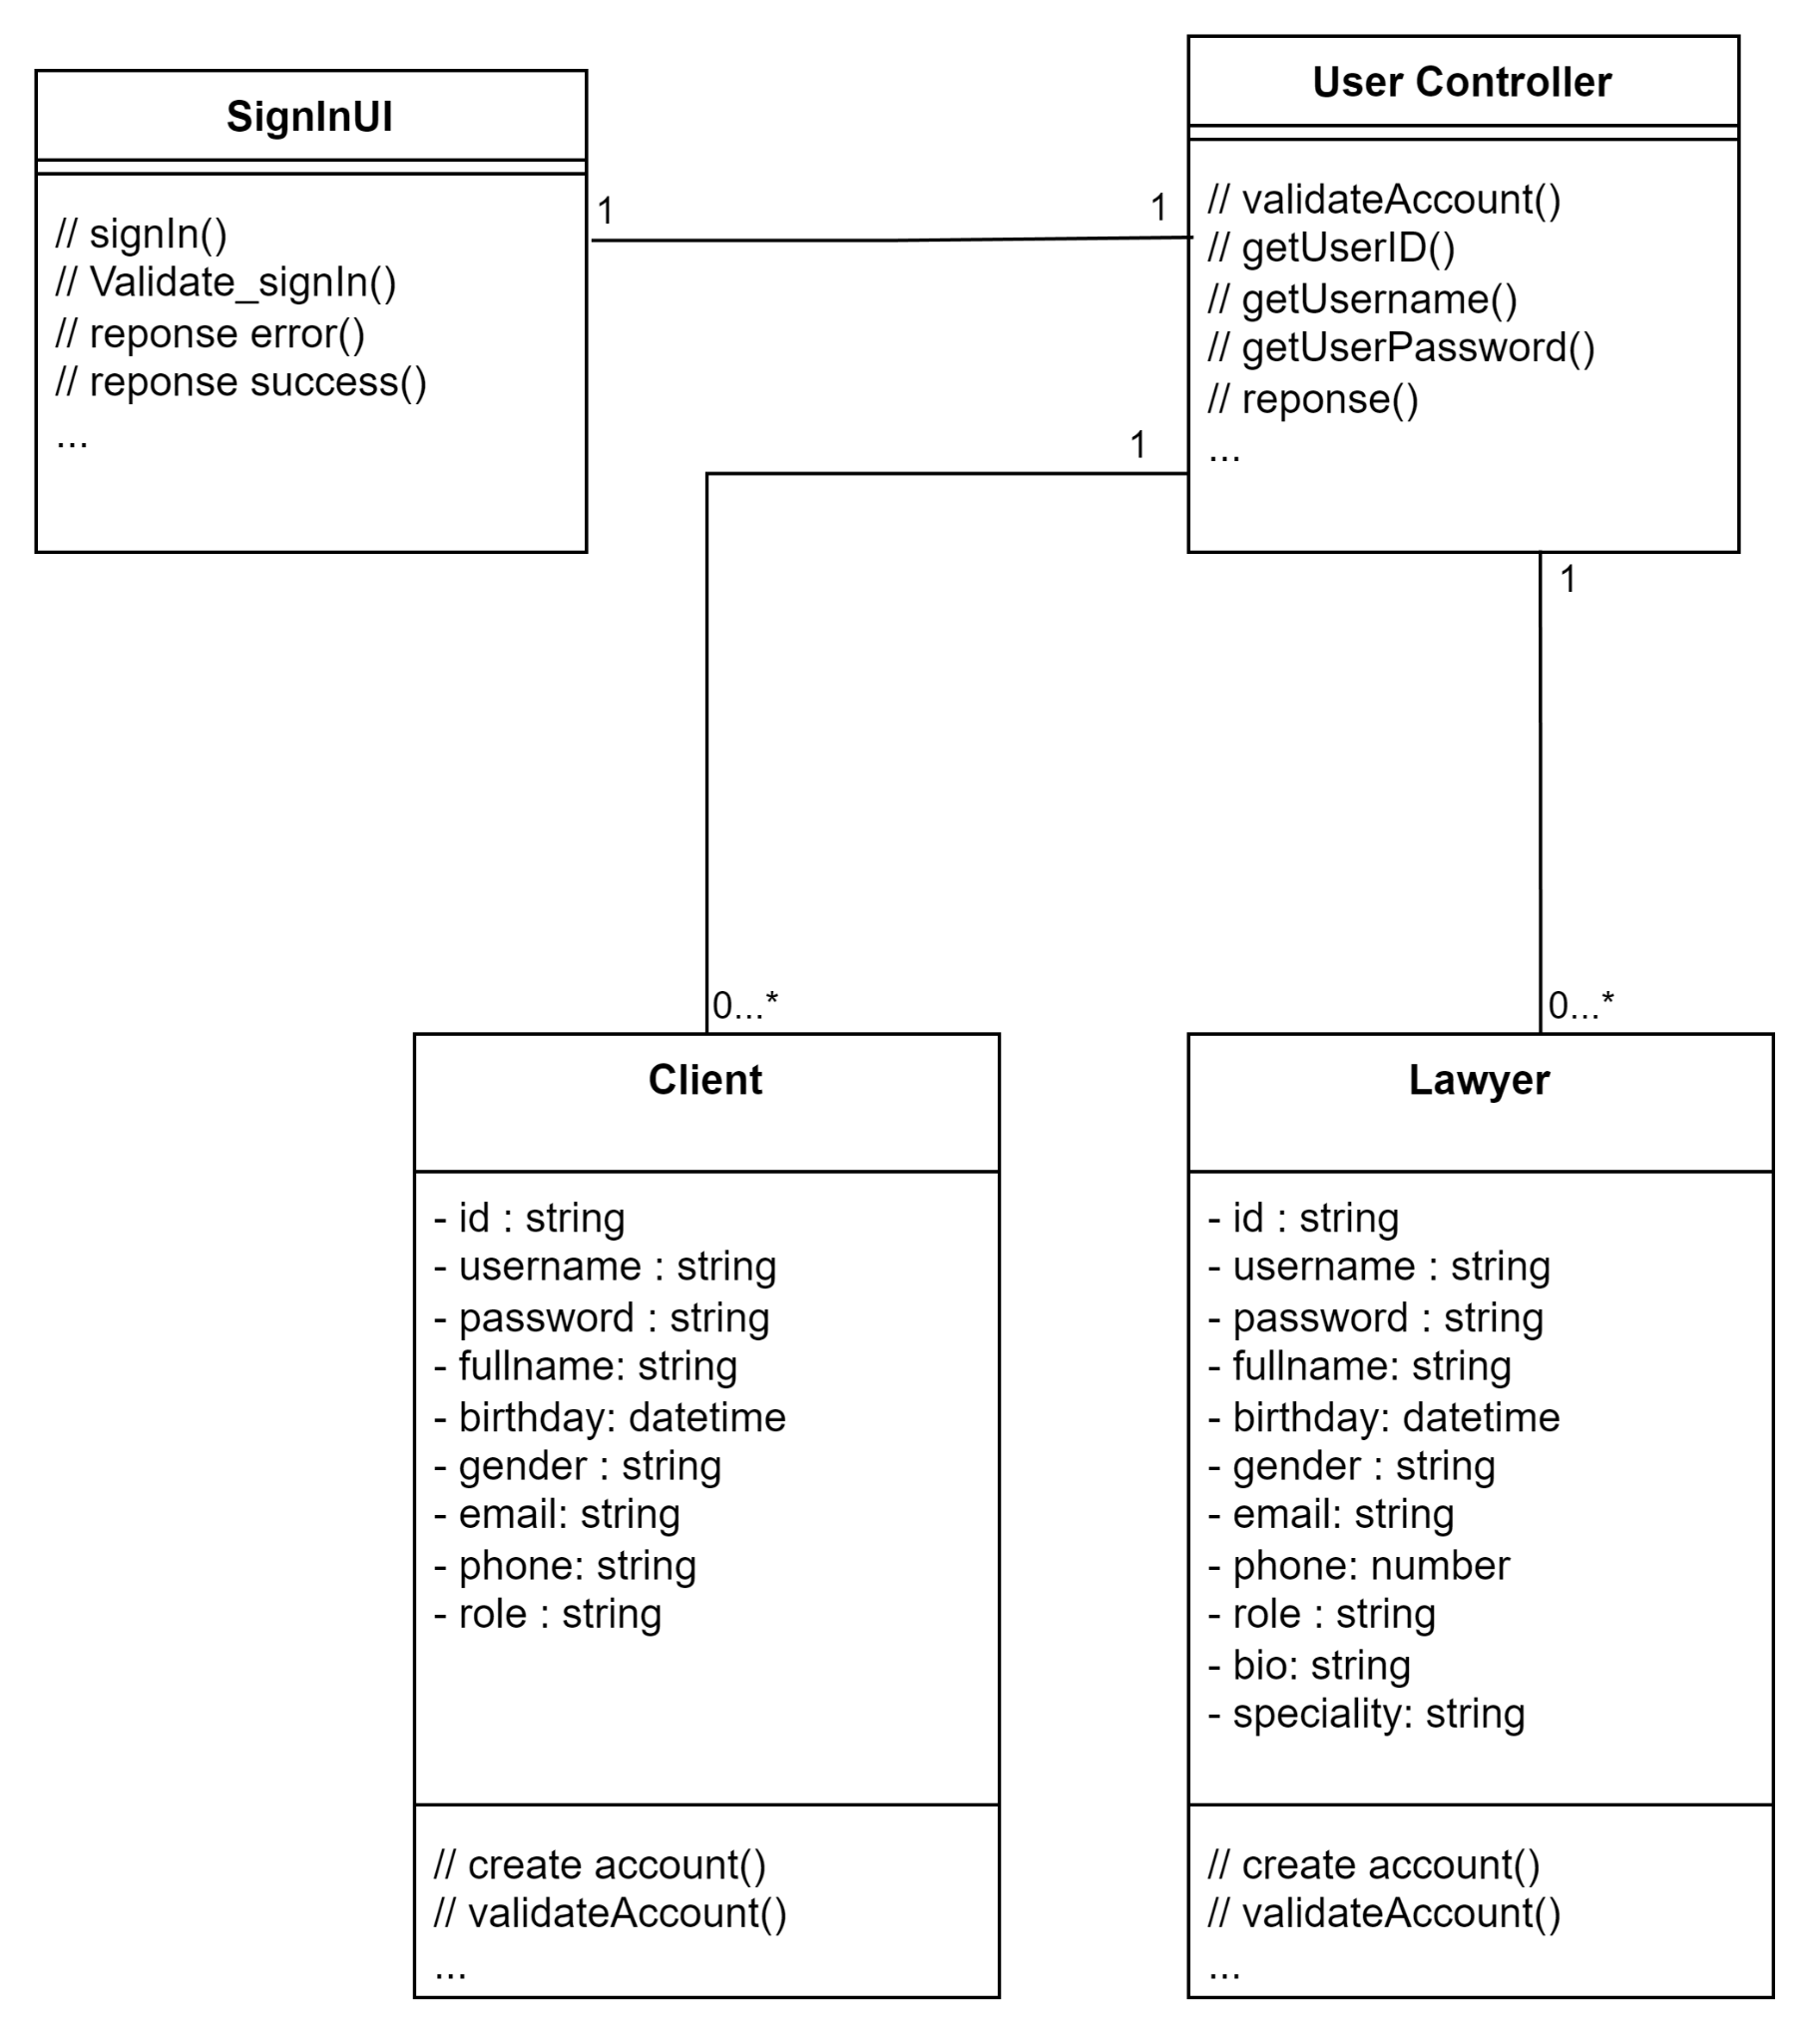 SignInUI
// signIn()
// Validate_signIn()
// reponse error()
// reponse success()
...
1
1
User Controller
// validateAccount()
// getUserID()
// getUsername()
// getUserPassword()
// reponse()
...
1
1
0...*
0...*
Client
- id : string
- username : string
- password : string
- fullname: string
- birthday: datetime
- gender : string
- email: string
- phone: string
- role : string
// create account()
// validateAccount()
...
Lawyer
- id : string
- username : string
- password : string
- fullname: string
- birthday: datetime
- gender : string
- email: string
- phone: number
- role : string
- bio: string
- speciality: string
// create account()
// validateAccount()
...